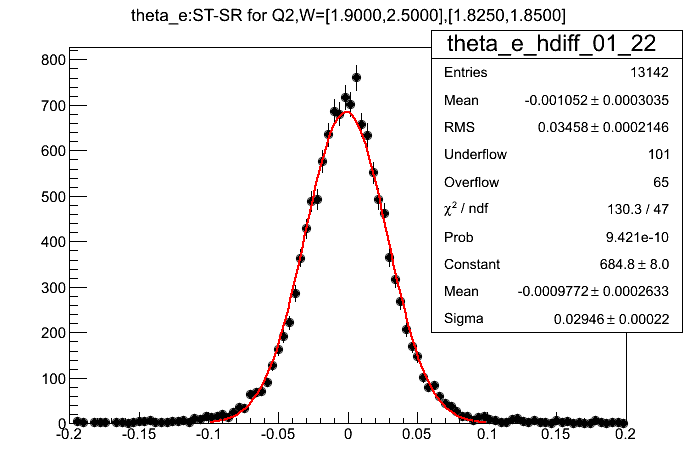 theta_e:ST-SR for Q2,W=[1.9000,2.5000],[1.8250,1.8500]
theta_e_hdiff_01_22
Entries 13142
Mean -0.001052 ± 0.0003035
RMS 0.03458 ± 0.0002146
Underflow 101
Overflow 65
χ² / ndf 130.3 / 47
Prob 9.421e-10
Constant 684.8 ± 8.0
Mean -0.0009772 ± 0.0002633
Sigma 0.02946 ± 0.00022
800
700
600
500
400
300
200
100
0
-0.2 -0.15 -0.1 -0.05 0 0.05 0.1 0.15 0.2